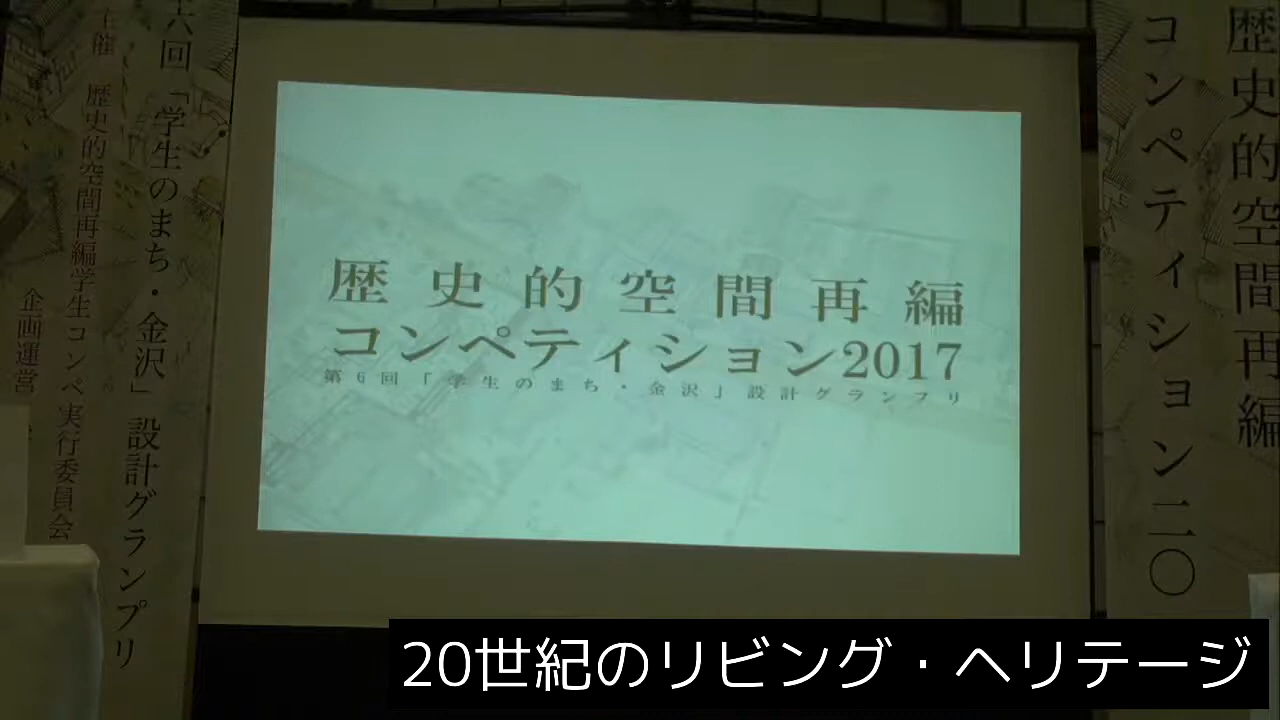 歴史的空間再編
コンペティション二〇
歴史的空間再編
コンペティション2017
第6回「学生のまち・金沢」設計グランプリ
六回「学生のまち・金沢」設計グランプリ
主催 歴史的空間再編学生コンペ実行委員会
企画運営
20世紀のリビング・ヘリテージ